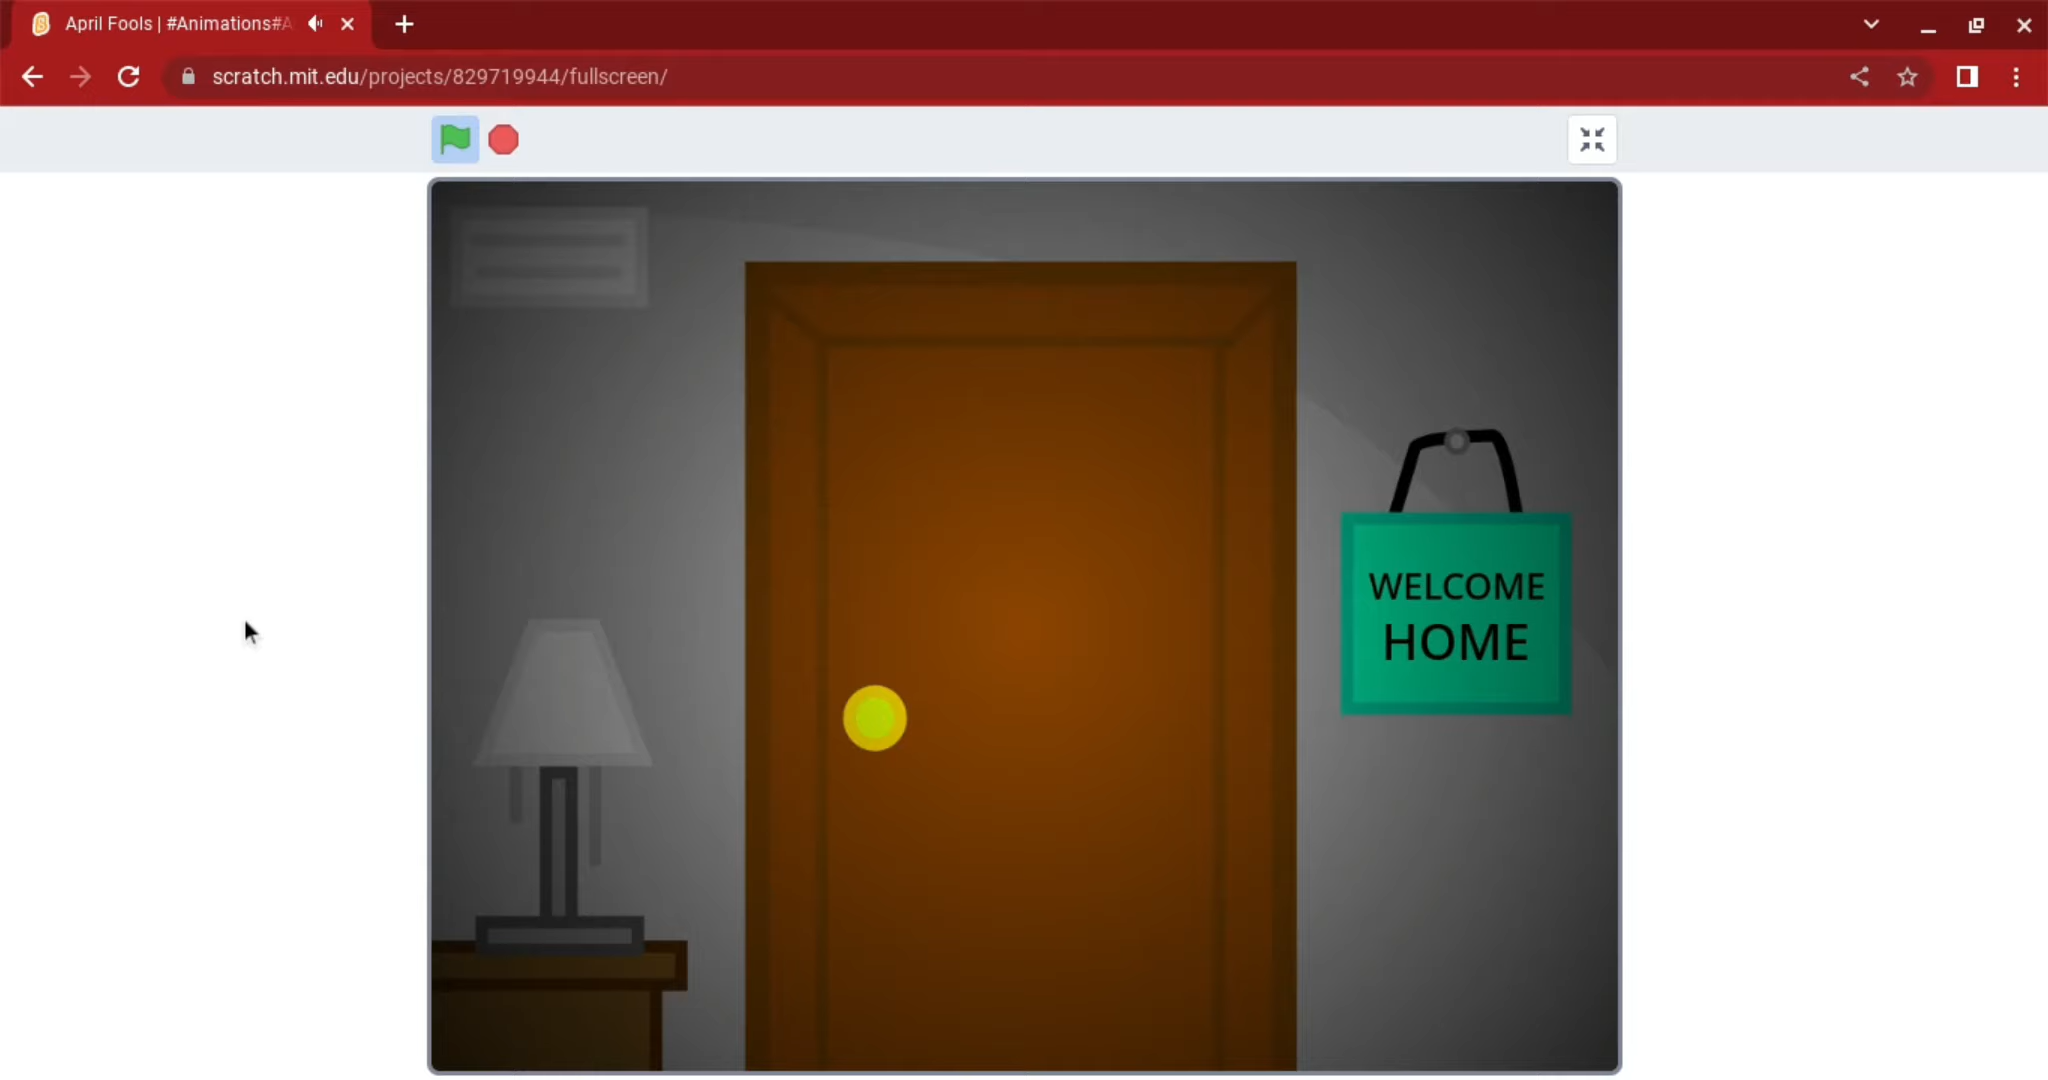 April Fools | #Animations#A
scratch.mit.edu/projects/829719944/fullscreen/
WELCOME
HOME